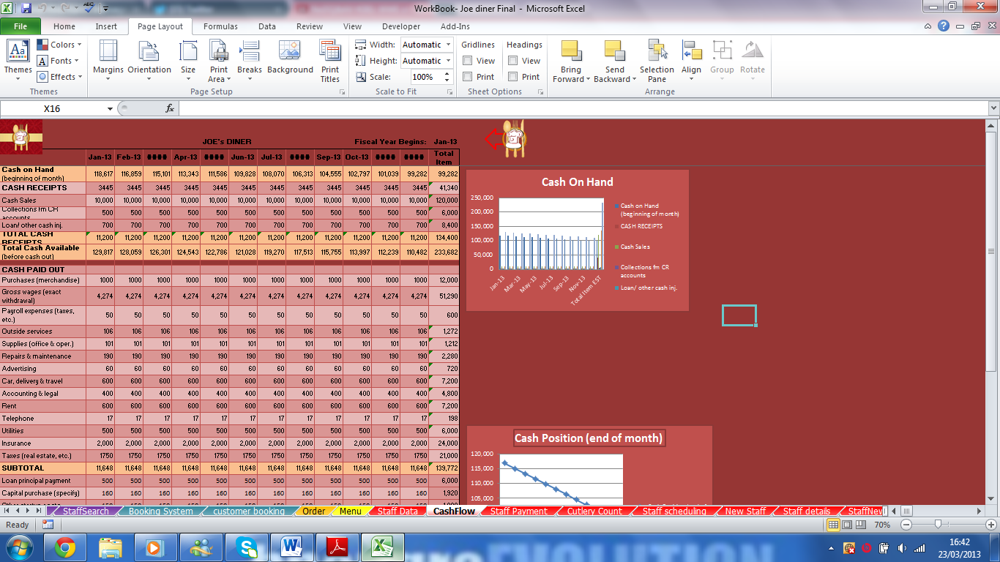 WorkBook- Joe diner Final - Microsoft Excel
File Home Insert Page Layout Formulas Data Review View Developer Add-Ins
Themes Colors Fonts Effects Margins Orientation Size Print Area Breaks Background Print Titles Width: Automatic Height: Automatic Scale: 100% Gridlines View Print Headings View Print Bring Forward Send Backward Selection Pane Align Group Rotate
Themes Page Setup Scale to Fit Sheet Options Arrange
X16 fx
JOE's DINER Fiscal Year Begins: Jan-13
Jan-13 Feb-13 #### Apr-13 #### Jun-13 Jul-13 #### Sep-13 Oct-13 #### #### Total Item
Cash on Hand (beginning of month) 118,617 116,859 115,101 113,343 111,586 109,828 108,070 106,313 104,555 102,797 101,039 99,282 99,282
CASH RECEIPTS 3445 3445 3445 3445 3445 3445 3445 3445 3445 3445 3445 3445 41,340
Cash Sales 10,000 10,000 10,000 10,000 10,000 10,000 10,000 10,000 10,000 10,000 10,000 10,000 120,000
Collections fm CR accounts 500 500 500 500 500 500 500 500 500 500 500 500 6,000
Loan/ other cash inj. 700 700 700 700 700 700 700 700 700 700 700 700 8,400
TOTAL CASH RECEIPTS 11,200 11,200 11,200 11,200 11,200 11,200 11,200 11,200 11,200 11,200 11,200 11,200 134,400
Total Cash Available (before cash out) 129,817 128,059 126,301 124,543 122,786 121,028 119,270 117,513 115,755 113,997 112,239 110,482 233,682
CASH PAID OUT
Purchases (merchandise) 1000 1000 1000 1000 1000 1000 1000 1000 1000 1000 1000 1000 12,000
Gross wages (exact withdrawal) 4,274 4,274 4,274 4,274 4,274 4,274 4,274 4,274 4,274 4,274 4,274 4,274 51,290
Payroll expenses (taxes, etc.) 50 50 50 50 50 50 50 50 50 50 50 50 600
Outside services 106 106 106 106 106 106 106 106 106 106 106 106 1,272
Supplies (office & oper.) 101 101 101 101 101 101 101 101 101 101 101 101 1,212
Repairs & maintenance 190 190 190 190 190 190 190 190 190 190 190 190 2,280
Advertising 60 60 60 60 60 60 60 60 60 60 60 60 720
Car, delivery & travel 600 600 600 600 600 600 600 600 600 600 600 600 7,200
Accounting & legal 400 400 400 400 400 400 400 400 400 400 400 400 4,800
Rent 600 600 600 600 600 600 600 600 600 600 600 600 7,200
Telephone 17 17 17 17 17 17 17 17 17 17 17 17 198
Utilities 500 500 500 500 500 500 500 500 500 500 500 500 6,000
Insurance 2,000 2,000 2,000 2,000 2,000 2,000 2,000 2,000 2,000 2,000 2,000 2,000 24,000
Taxes (real estate, etc.) 1750 1750 1750 1750 1750 1750 1750 1750 1750 1750 1750 1750 21,000
SUBTOTAL 11,648 11,648 11,648 11,648 11,648 11,648 11,648 11,648 11,648 11,648 11,648 11,648 139,772
Loan principal payment 500 500 500 500 500 500 500 500 500 500 500 500 6,000
Capital purchase (specify) 160 160 160 160 160 160 160 160 160 160 160 160 1,920
Cash On Hand
250,000
200,000
150,000
100,000
50,000
0
Jan-13 Mar-13 May-13 Jul-13 Sep-13 Nov-13 Total Item EST
Cash on Hand (beginning of month)
CASH RECEIPTS
Cash Sales
Collections fm CR accounts
Loan/ other cash inj.
Cash Position (end of month)
120,000
115,000
110,000
105,000
StaffSearch Booking System customer booking Order Menu Staff Data CashFlow Staff Payment Cutlery Count Staff scheduling New Staff Staff details StaffNew
Ready 70%
EVOLUTION
16:42
23/03/2013